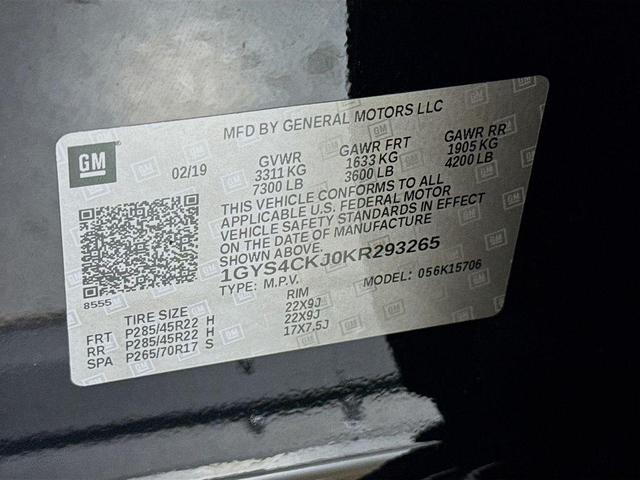 MFD BY GENERAL MOTORS LLC
GM
02/19
GVWR GAWR FRT GAWR RR
3311 KG 1633 KG 1905 KG
7300 LB 3600 LB 4200 LB
THIS VEHICLE CONFORMS TO ALL
APPLICABLE U.S. FEDERAL MOTOR
VEHICLE SAFETY STANDARDS IN EFFECT
ON THE DATE OF MANUFACTURE
SHOWN ABOVE.
1GYS4CKJ0KR293265
TYPE: M.P.V. MODEL: 056K15706
8555
TIRE SIZE RIM
FRT P285/45R22 H 22X9J
RR P285/45R22 H 22X9J
SPA P265/70R17 S 17X7.5J